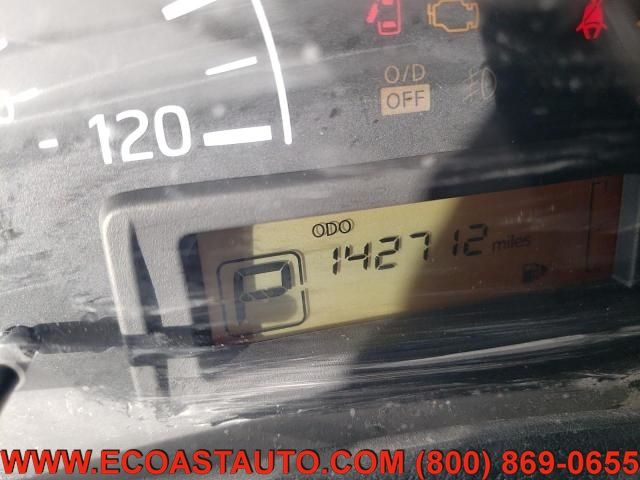 O/D
OFF
120
ODO
142712 miles
P
WWW.ECOASTAUTO.COM (800) 869-0655